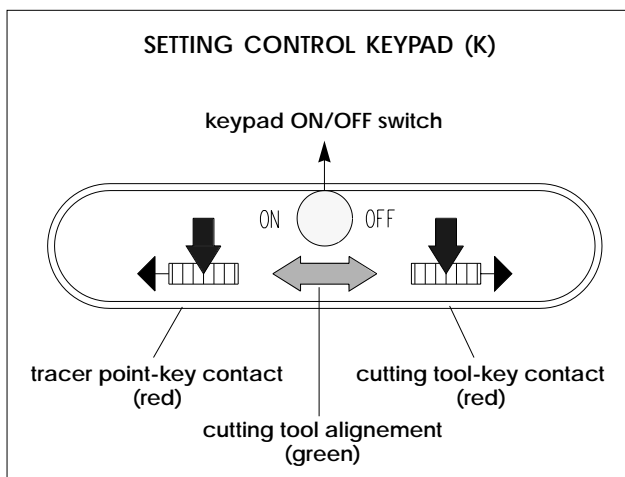 SETTING CONTROL KEYPAD (K)
keypad ON/OFF switch
ON OFF
tracer point-key contact
(red)
cutting tool-key contact
(red)
cutting tool alignement
(green)